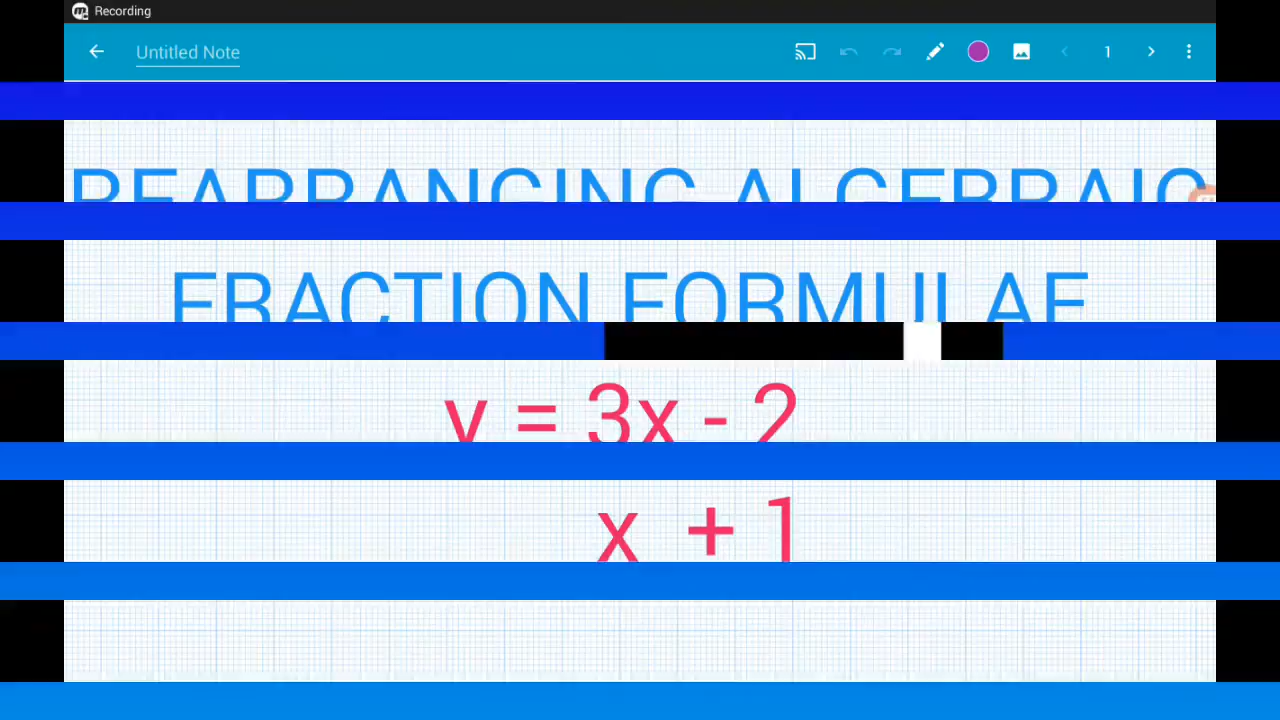 Recording
Untitled Note
1
REARRANGING ALGEBRAIC
FRACTION FORMULAE
y = 3x - 2
x + 1